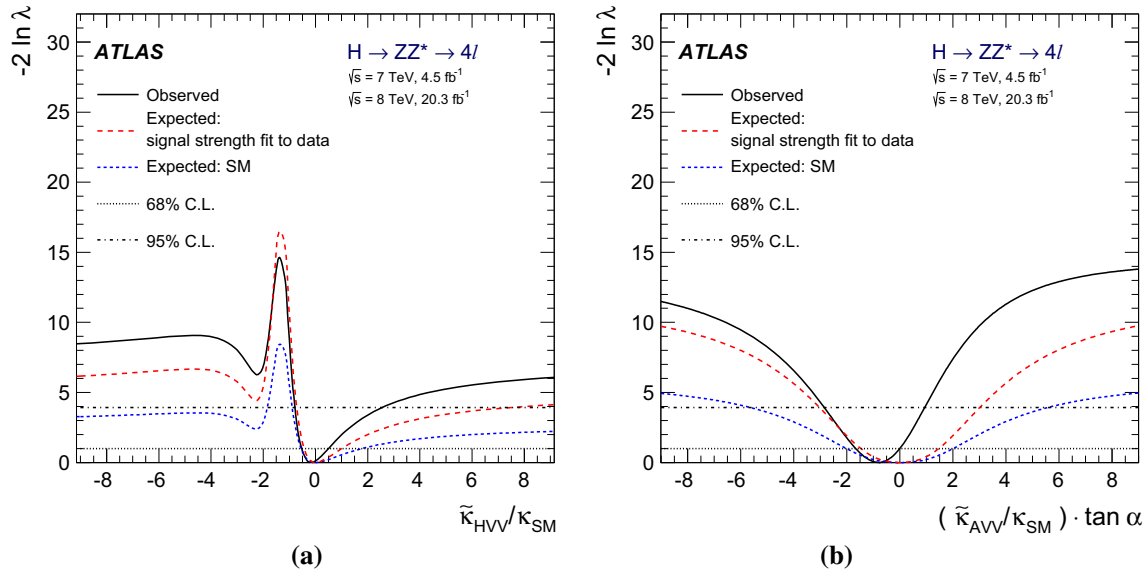 -2 ln λ
30
25
20
15
10
5
0
ATLAS
H → ZZ* → 4l
√s = 7 TeV, 4.5 fb⁻¹
√s = 8 TeV, 20.3 fb⁻¹
Observed
Expected:
signal strength fit to data
Expected: SM
68% C.L.
95% C.L.
-8 -6 -4 -2 0 2 4 6 8
κ̃_HVV/κ_SM
(a)
-2 ln λ
30
25
20
15
10
5
0
ATLAS
H → ZZ* → 4l
√s = 7 TeV, 4.5 fb⁻¹
√s = 8 TeV, 20.3 fb⁻¹
Observed
Expected:
signal strength fit to data
Expected: SM
68% C.L.
95% C.L.
-8 -6 -4 -2 0 2 4 6 8
( κ̃_AVV/κ_SM ) · tan α
(b)